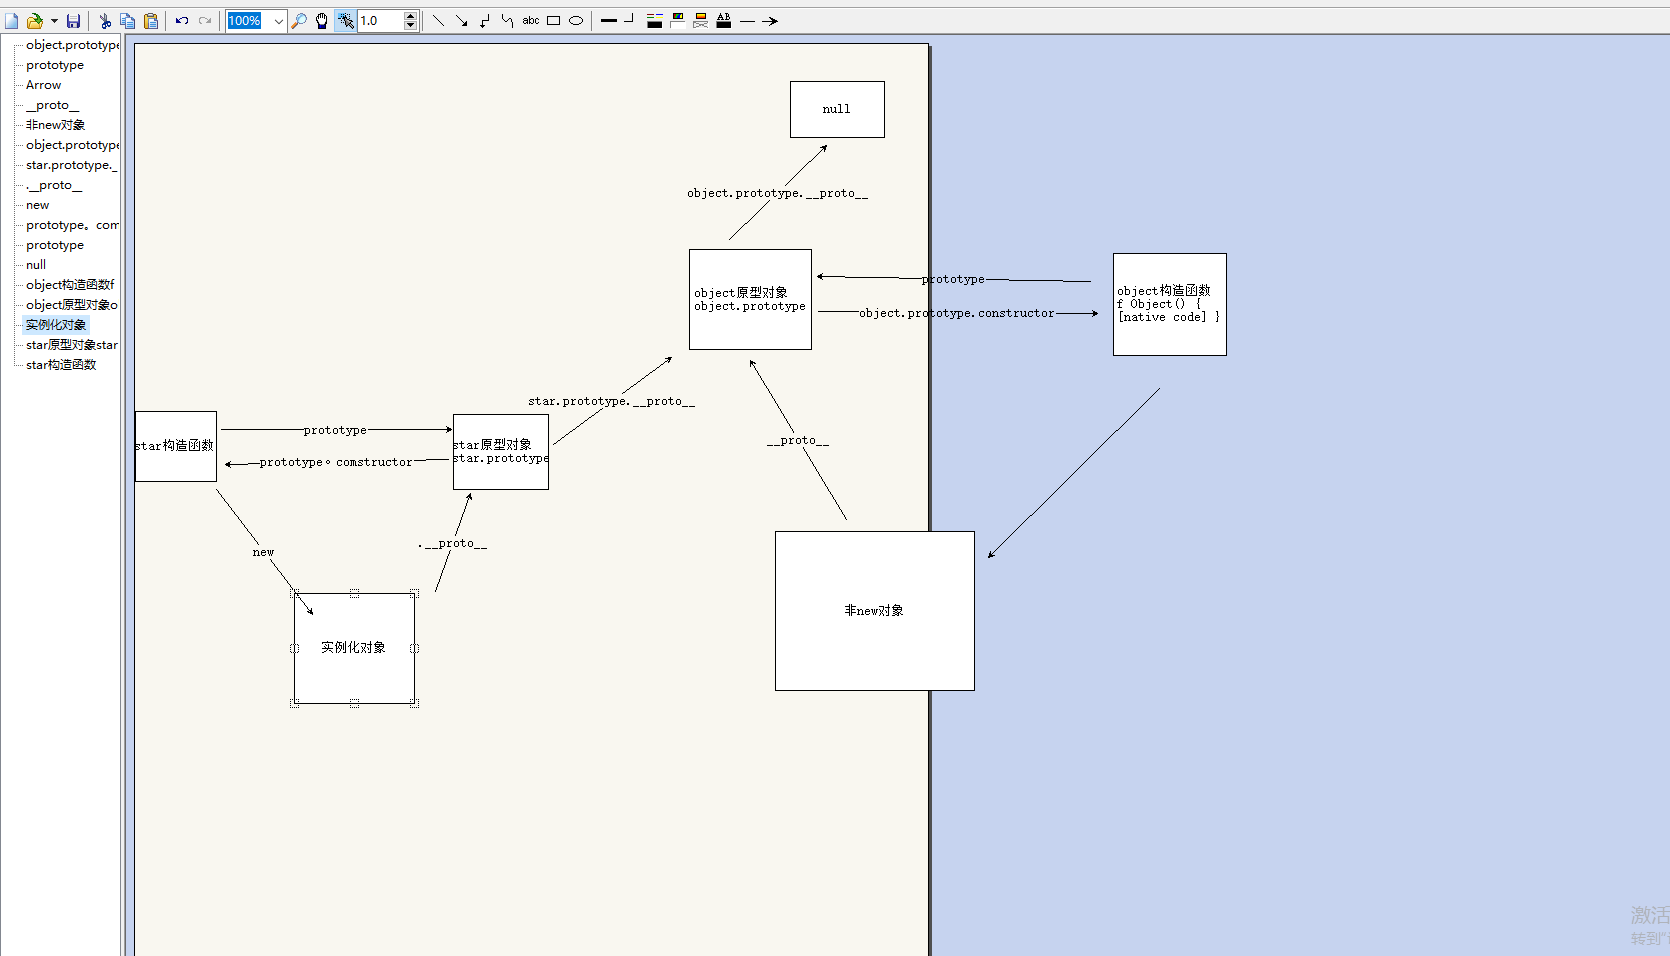 100%
1.0
abc
AB
object.prototype
prototype
Arrow
__proto__
非new对象
object.prototype
star.prototype._
.__proto__
new
prototype。com
prototype
null
object构造函数f
object原型对象o
实例化对象
star原型对象star
star构造函数
null
object.prototype.__proto__
object原型对象
object.prototype
prototype
object.prototype.constructor
object构造函数
f Object() {
[native code] }
star.prototype.__proto__
star构造函数
prototype
prototype。comstructor
star原型对象
star.prototype
__proto__
new
.__proto__
实例化对象
非new对象
激活
转到"